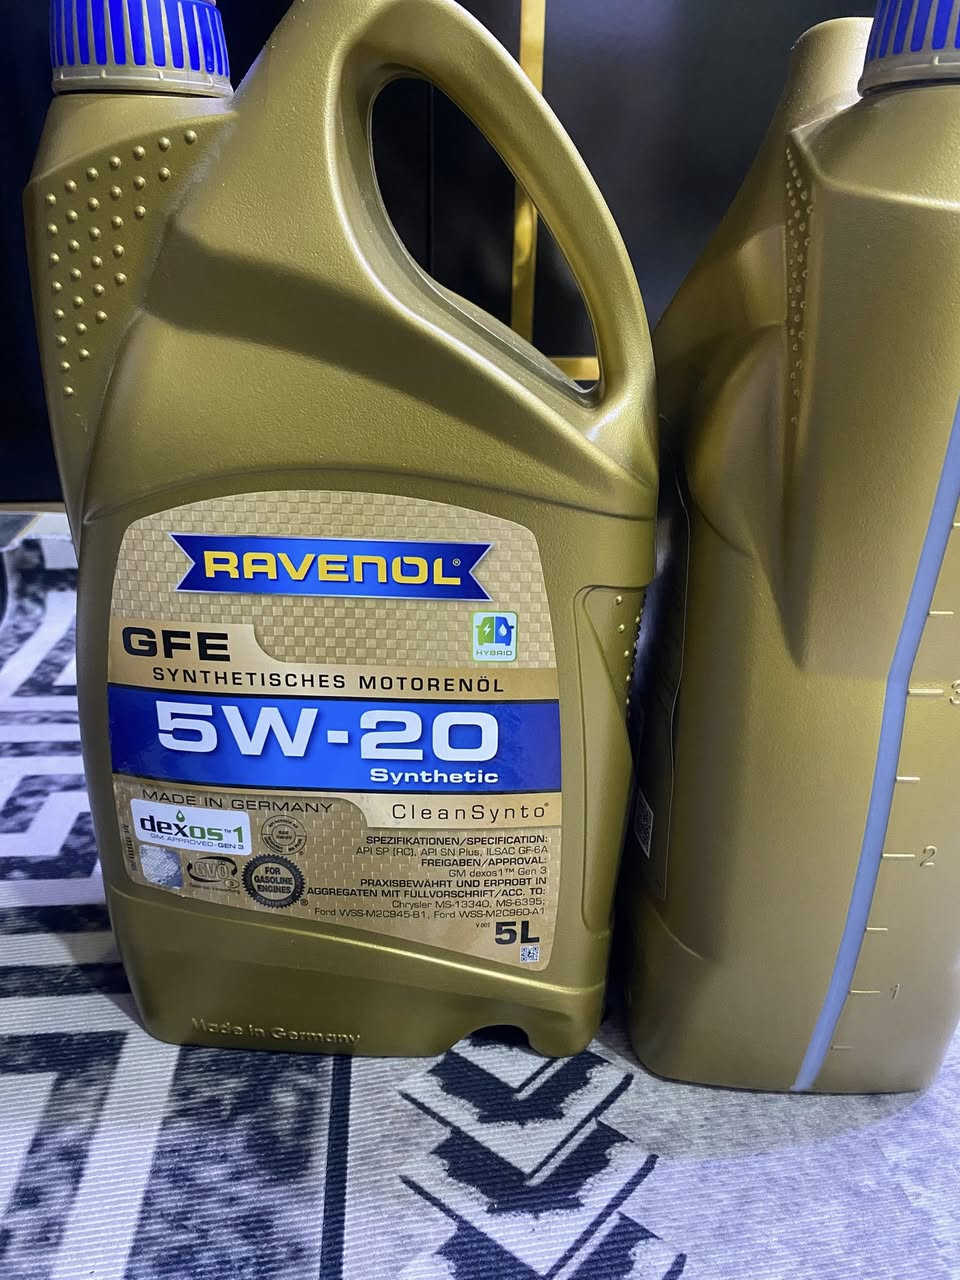 RAVENOL®
GFE
HYBRID
SYNTHETISCHES MOTORENÖL
5W-20
Synthetic
MADE IN GERMANY
CleanSynto®
dexos™1
GM APPROVED-GEN 3
GVÖ
FOR
GASOLINE
ENGINES
SPEZIFIKATIONEN/SPECIFICATION:
API SP (RC), API SN Plus, ILSAC GF-6A
FREIGABEN/APPROVAL:
GM dexos1™ Gen 3
PRAXISBEWÄHRT UND ERPROBT IN
AGGREGATEN MIT FÜLLVORSCHRIFT/ACC. TO:
Chrysler MS-13340, MS-6395;
Ford WSS-M2C945-B1, Ford WSS-M2C960-A1
5L
Made in Germany
3
2
1